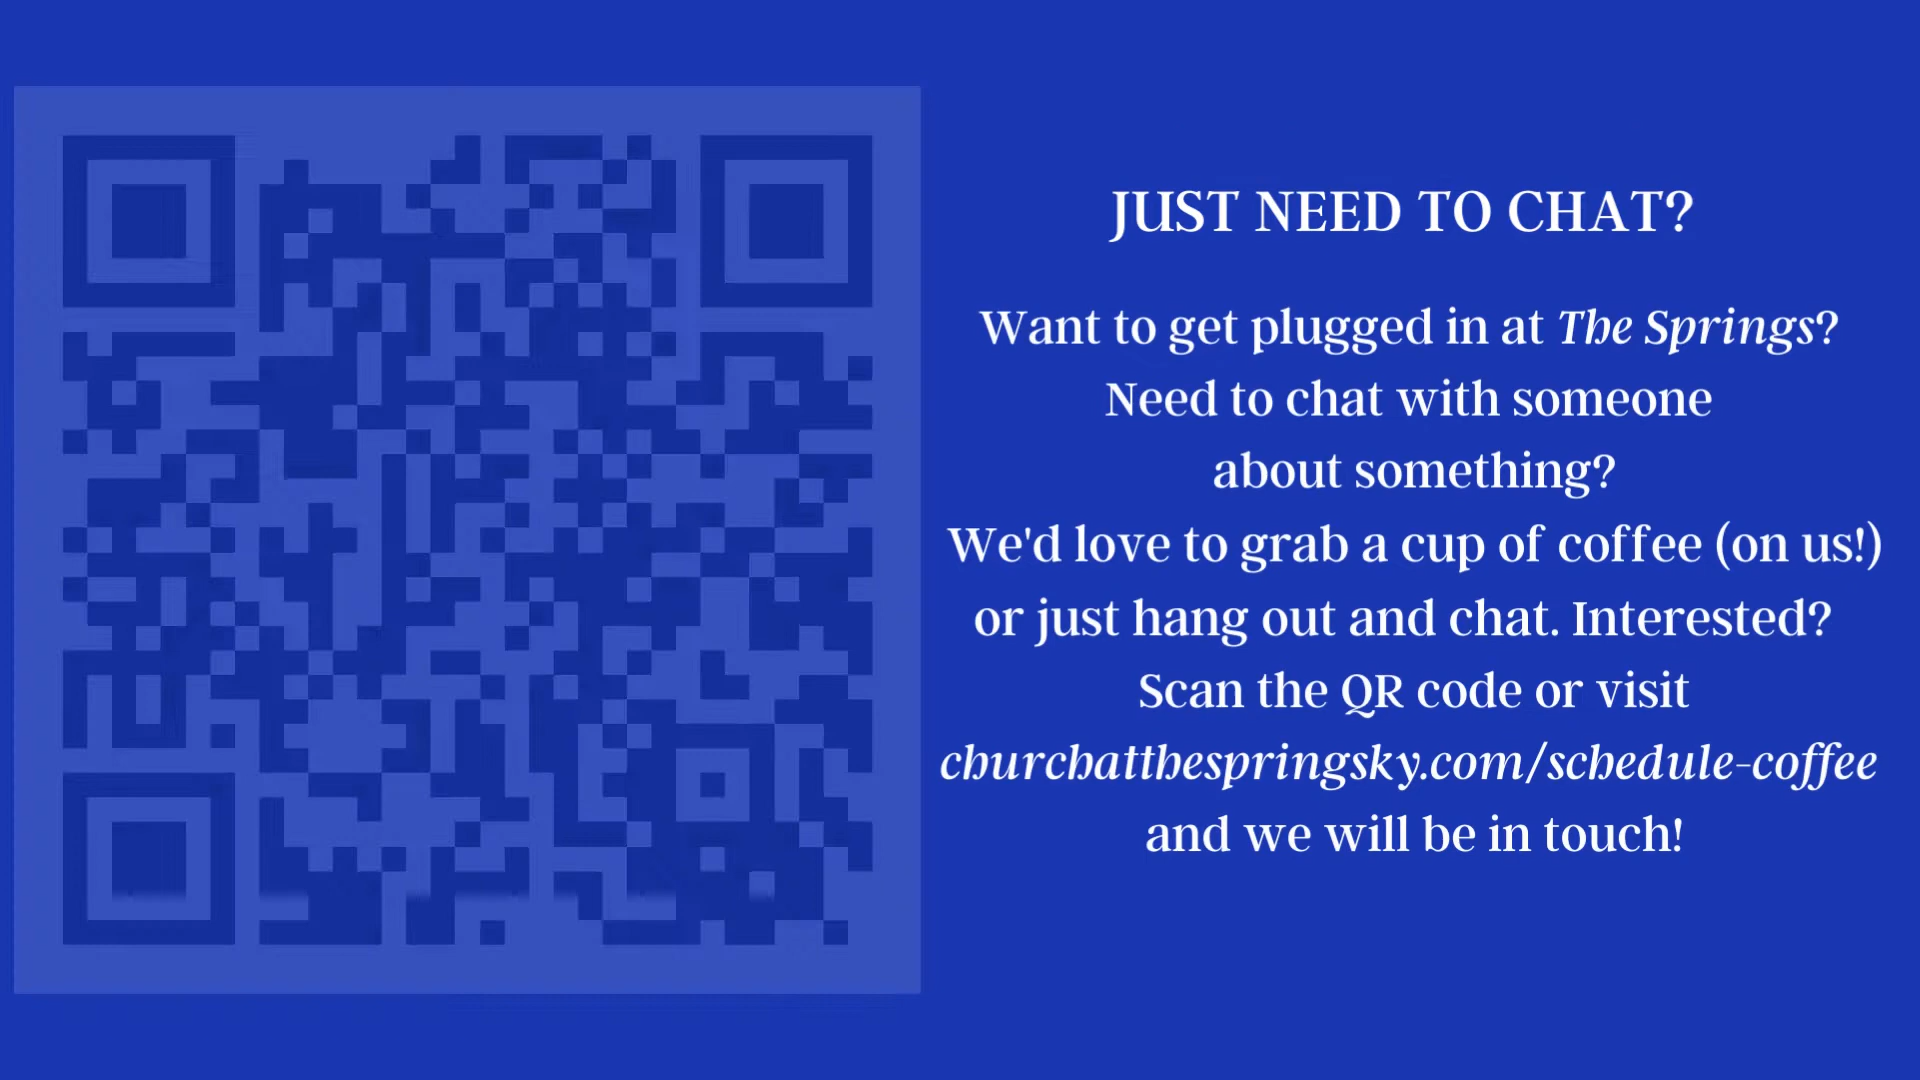 JUST NEED TO CHAT?
Want to get plugged in at The Springs?
Need to chat with someone
about something?
We'd love to grab a cup of coffee (on us!)
or just hang out and chat. Interested?
Scan the QR code or visit
churchatthespringsky.com/schedule-coffee
and we will be in touch!